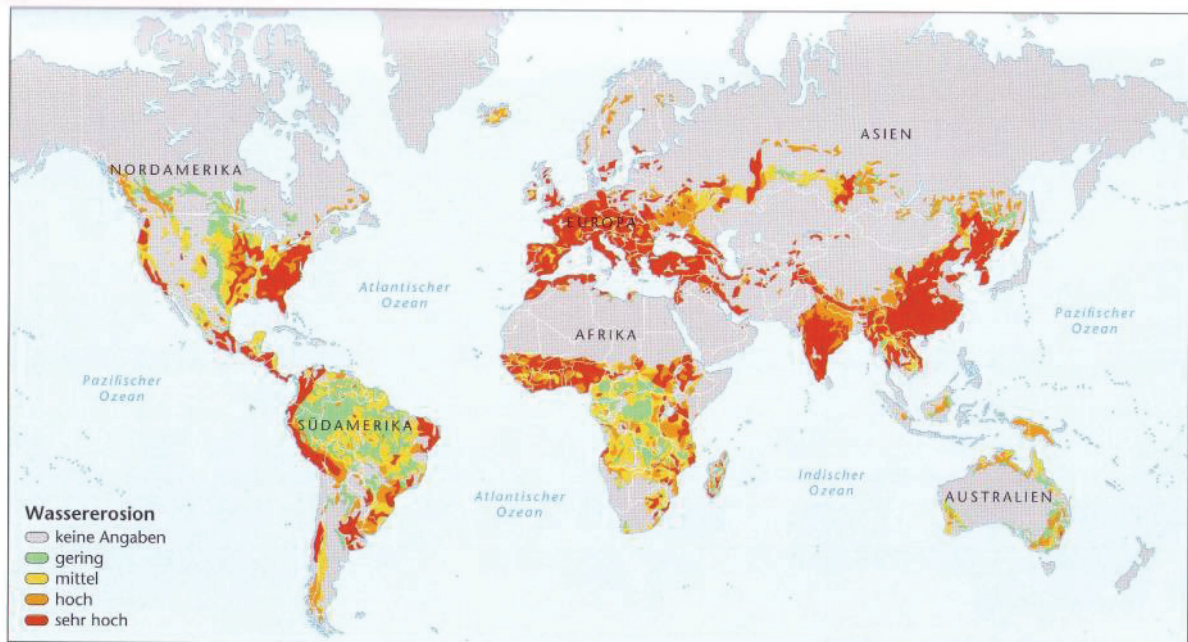 NORDAMERIKA
ASIEN
EUROPA
Atlantischer
Ozean
AFRIKA
Pazifischer
Ozean
Pazifischer
Ozean
SÜDAMERIKA
Atlantischer
Ozean
Indischer
Ozean
AUSTRALIEN
Wassererosion
keine Angaben
gering
mittel
hoch
sehr hoch